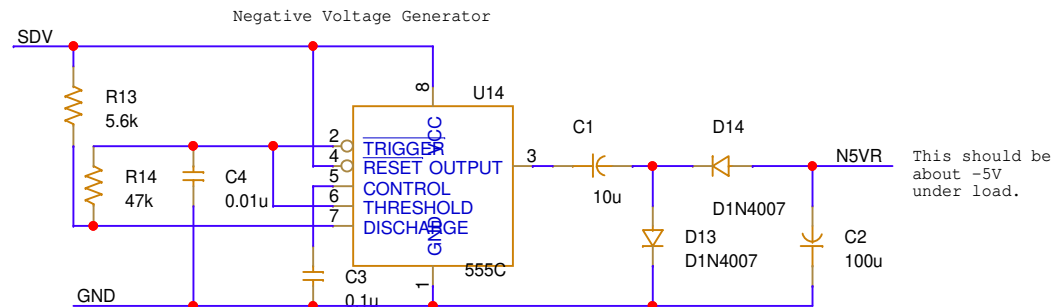 Negative Voltage Generator
SDV
R13
5.6k
R14
47k
C4
0.01u
8
U14
VCC
2
TRIGGER
4
RESET
OUTPUT
3
5
CONTROL
6
THRESHOLD
7
DISCHARGE
GND
555C
1
C3
0.1u
GND
C1
10u
D14
D1N4007
D13
D1N4007
N5VR
C2
100u
This should be
about -5V
under load.